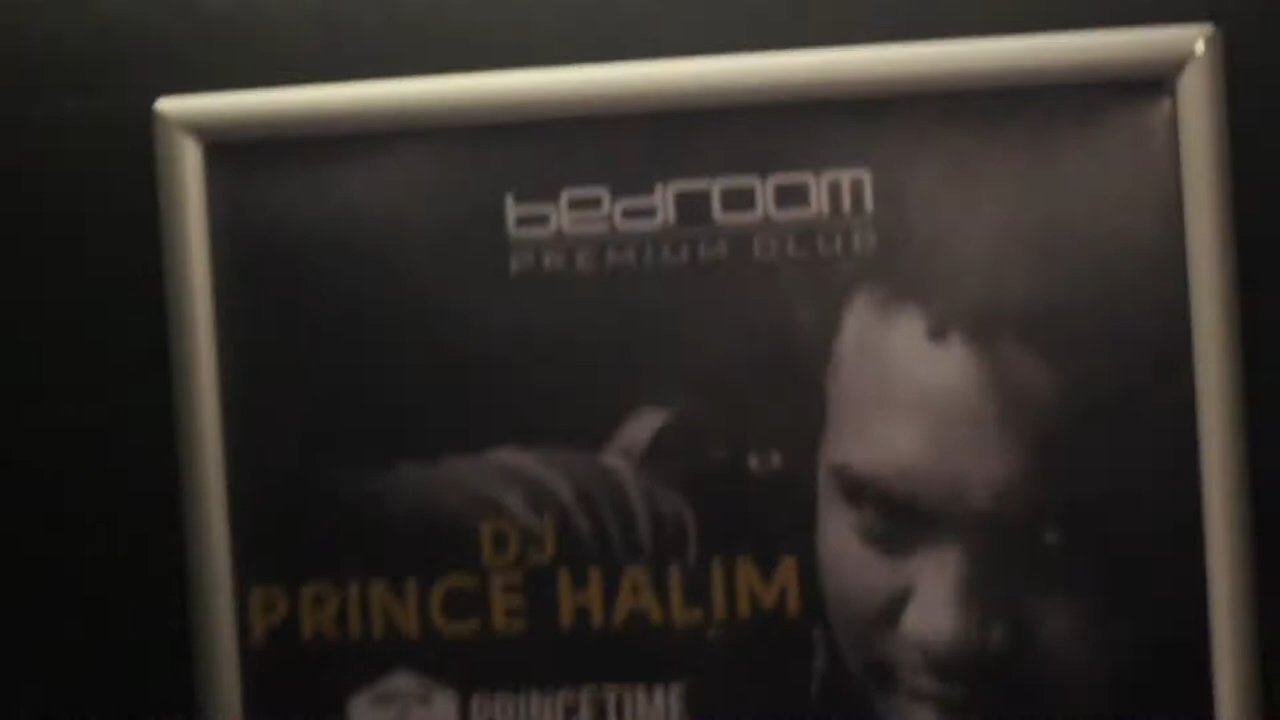 bedroom
PREMIUM CLUB
DJ
PRINCE HALIM
PRINCETIME